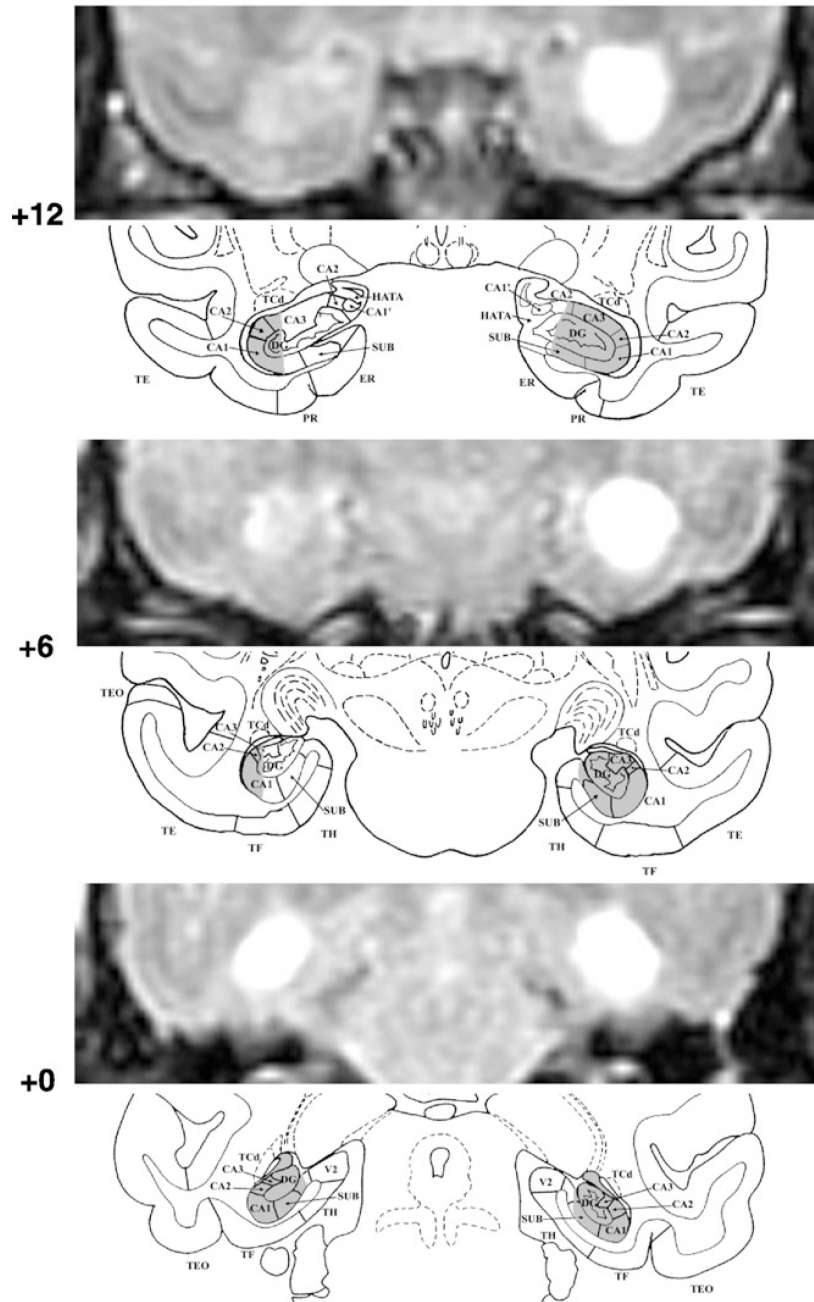 +12
CA2
HATA
CA1'
TCd
CA3
CA2
DG
CA1
SUB
ER
TE
PR
CA1'
CA2
TCd
HATA
CA3
DG
CA2
SUB
CA1
ER
TE
PR
+6
TEO
CA3
TCd
CA2
DG
CA1
SUB
TE
TH
TF
TCd
CA3
DG
CA2
CA1
SUB
TE
TH
TF
+0
TCd
V2
CA3
DG
CA2
SUB
CA1
TH
TF
TEO
V2
TCd
CA3
DG
CA2
SUB
CA1
TH
TF
TEO